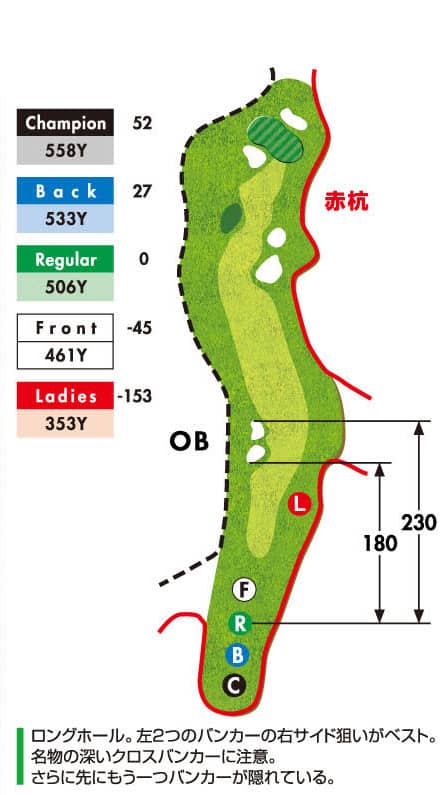 Champion 52
558Y
Back 27
533Y
赤杭
Regular 0
506Y
Front -45
461Y
Ladies -153
353Y
OB
L
230
180
F
R
B
C
ロングホール。左2つのバンカーの右サイド狙いがベスト。
名物の深いクロスバンカーに注意。
さらに先にもう一つバンカーが隠れている。